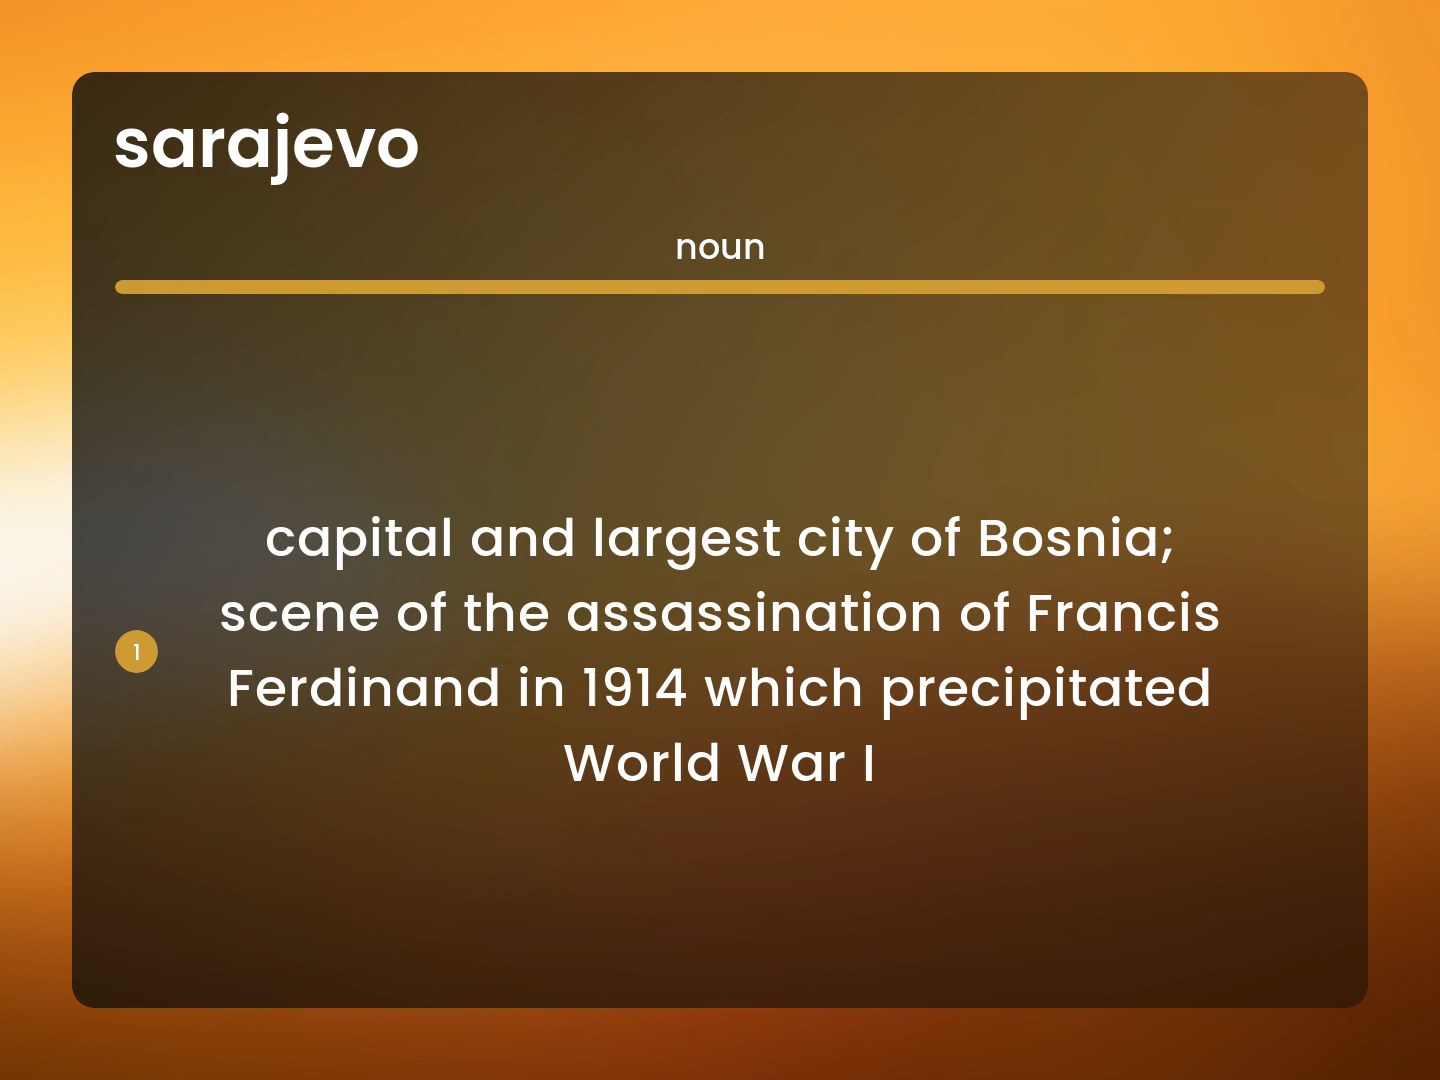 sarajevo
noun
capital and largest city of Bosnia;
scene of the assassination of Francis
1
Ferdinand in 1914 which precipitated
World War I